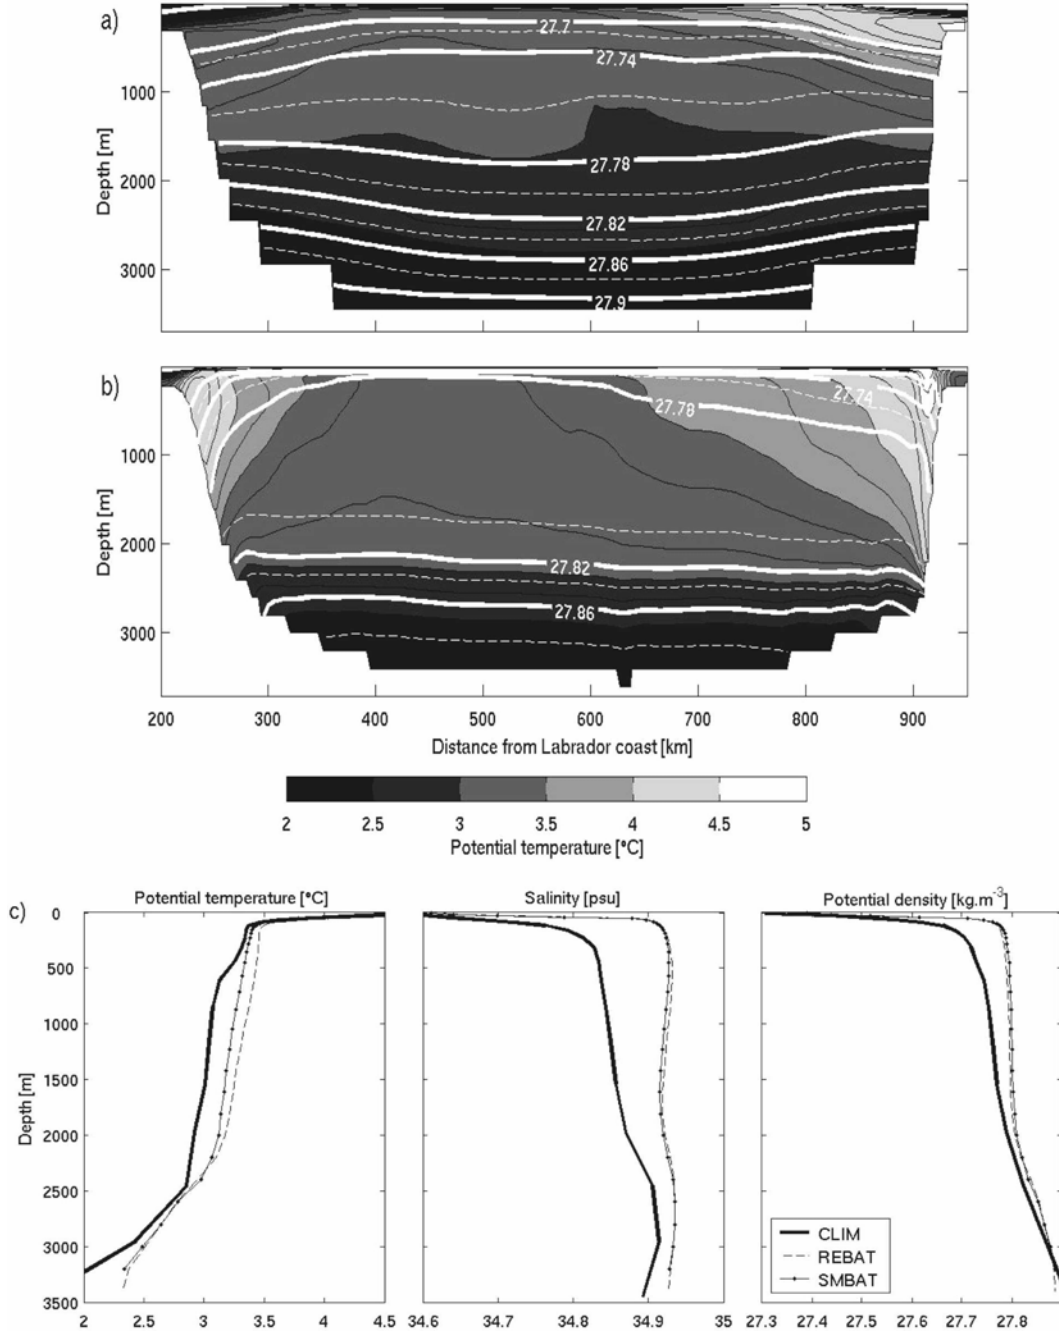 a)
27.7
27.74
1000
27.78
Depth [m]
2000
27.82
27.86
3000
27.9
b)
27.74
27.78
1000
Depth [m]
2000
27.82
27.86
3000
200 300 400 500 600 700 800 900
Distance from Labrador coast [km]
2 2.5 3 3.5 4 4.5 5
Potential temperature [°C]
c)
Potential temperature [°C] Salinity [psu] Potential density [kg.m-3]
0
500
1000
Depth [m]
1500
2000
2500
3000
3500
CLIM
REBAT
SMBAT
2 2.5 3 3.5 4 4.5 34.6 34.7 34.8 34.9 35 27.3 27.4 27.5 27.6 27.7 27.8